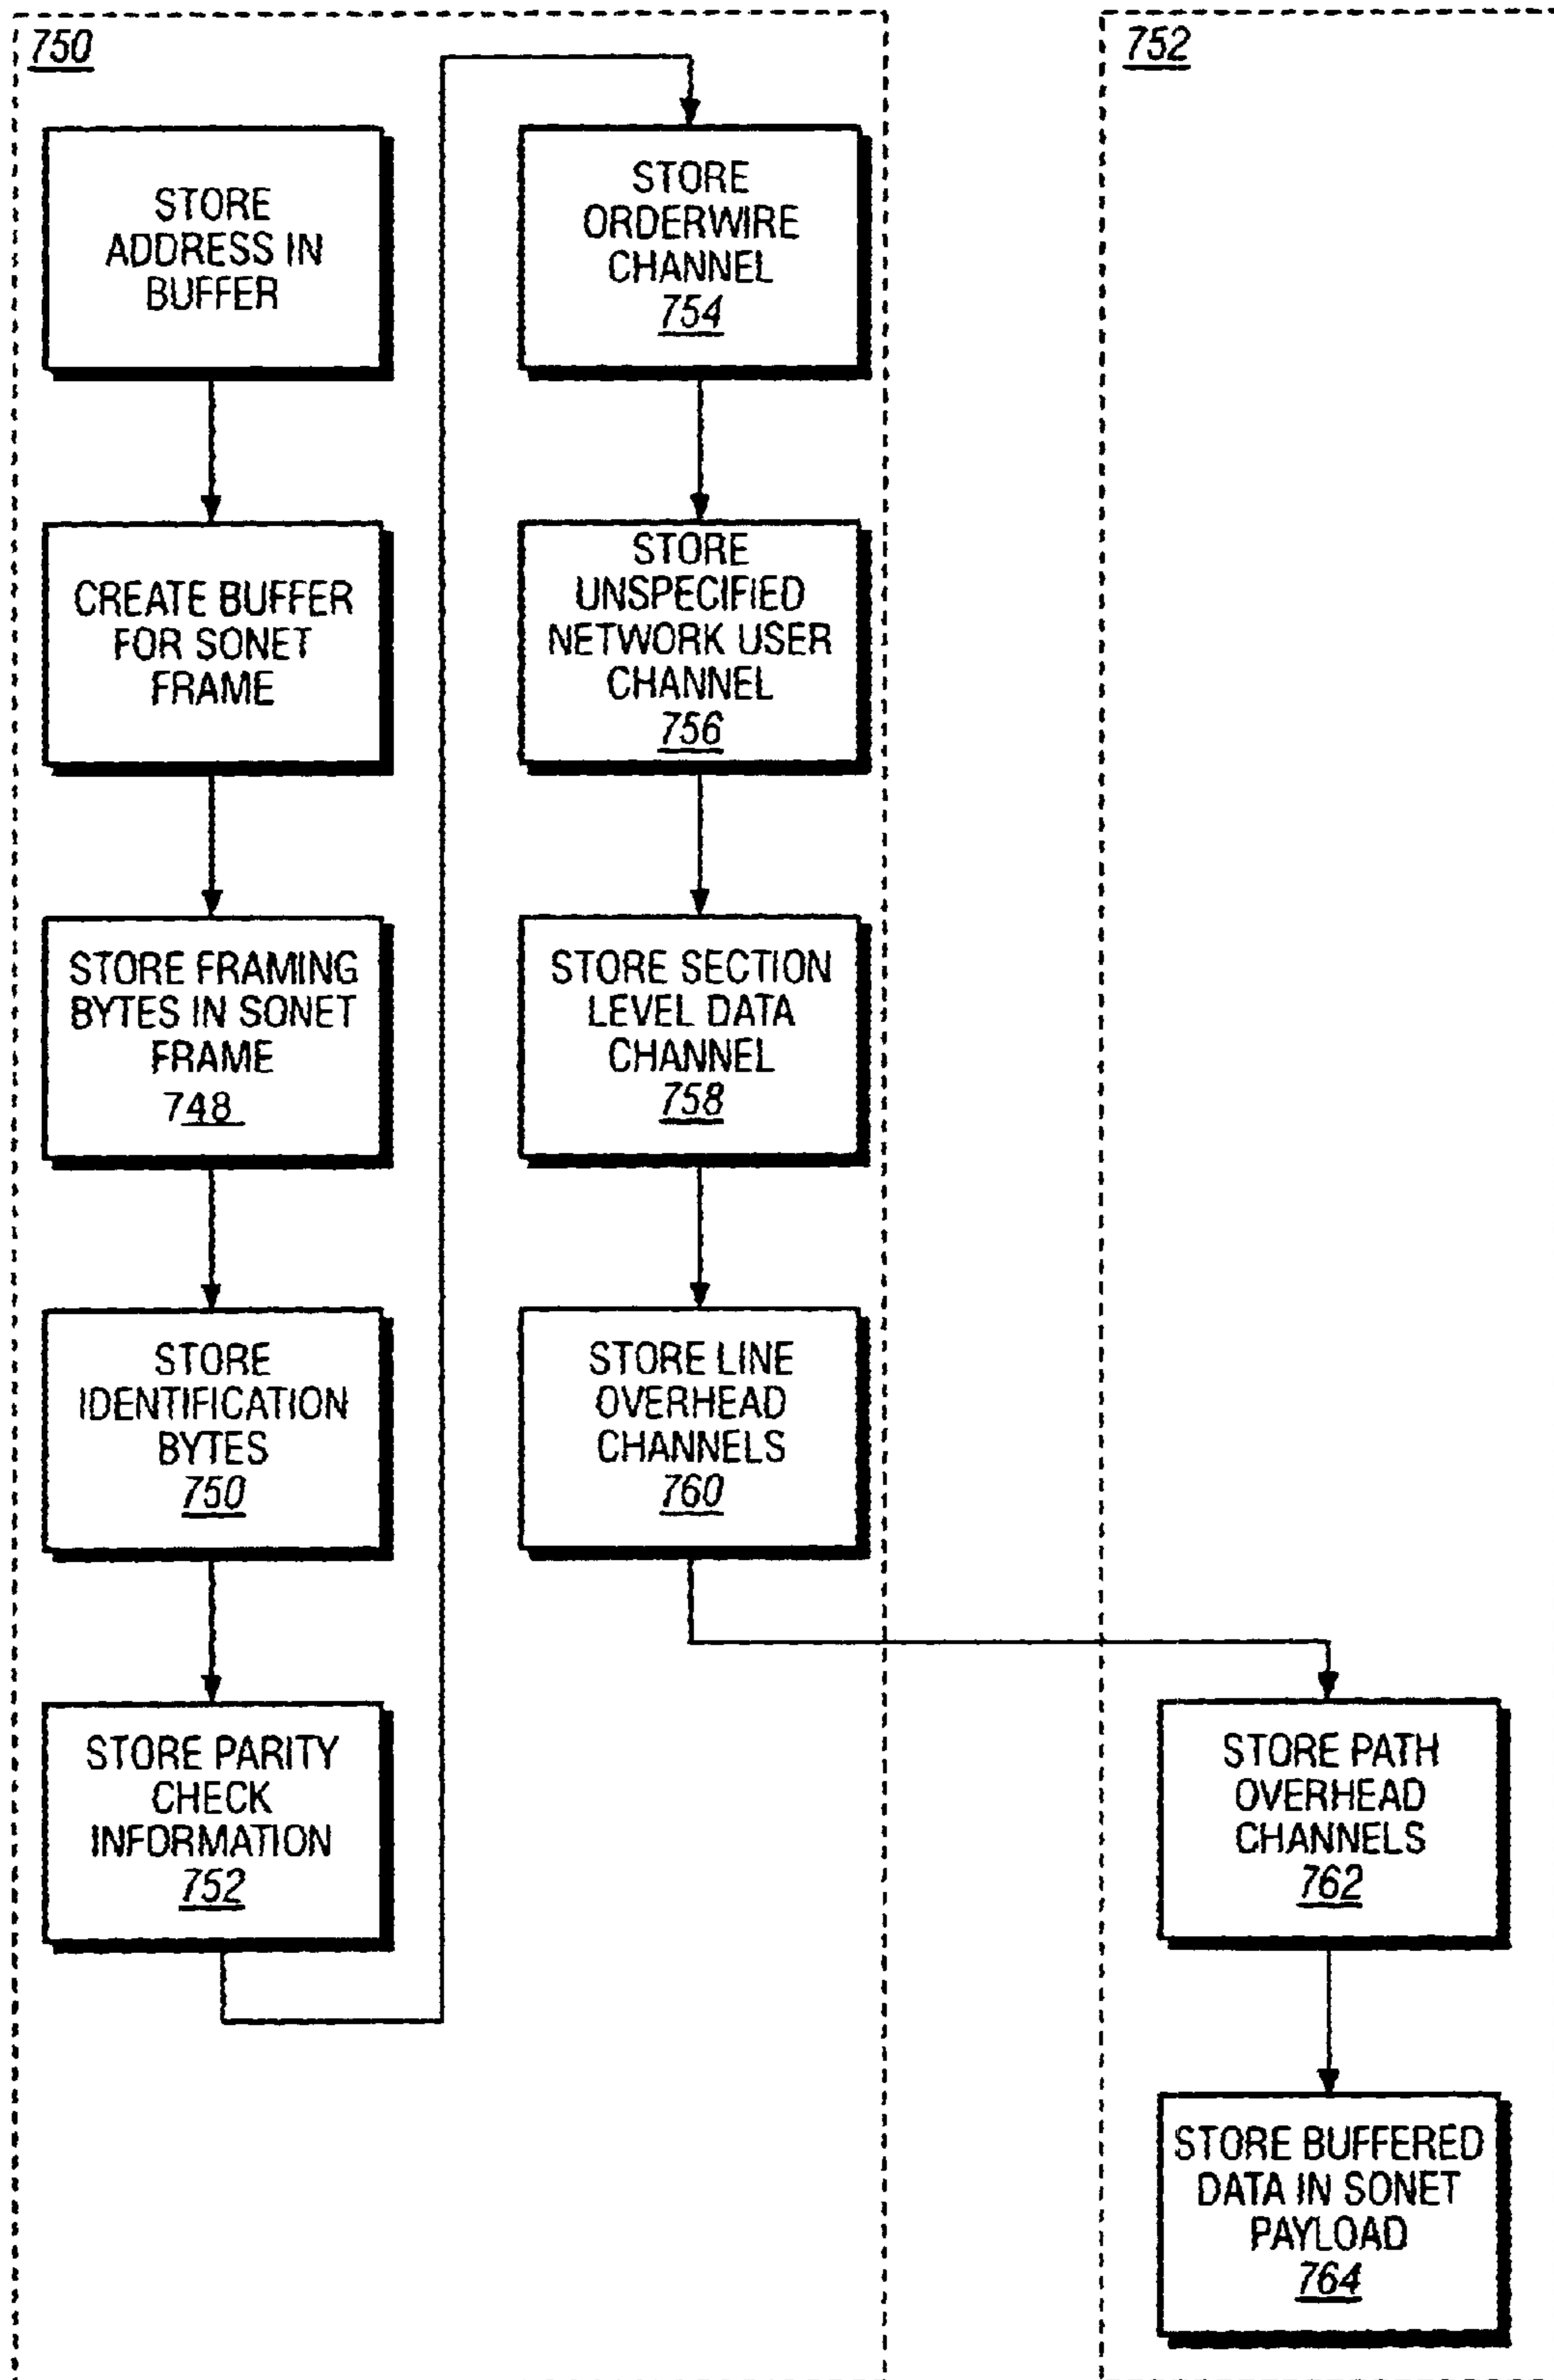 750
STORE
ADDRESS IN
BUFFER
CREATE BUFFER
FOR SONET
FRAME
STORE FRAMING
BYTES IN SONET
FRAME
748
STORE
IDENTIFICATION
BYTES
750
STORE PARITY
CHECK
INFORMATION
752
STORE
ORDERWIRE
CHANNEL
754
STORE
UNSPECIFIED
NETWORK USER
CHANNEL
756
STORE SECTION
LEVEL DATA
CHANNEL
758
STORE LINE
OVERHEAD
CHANNELS
760
752
STORE PATH
OVERHEAD
CHANNELS
762
STORE BUFFERED
DATA IN SONET
PAYLOAD
764